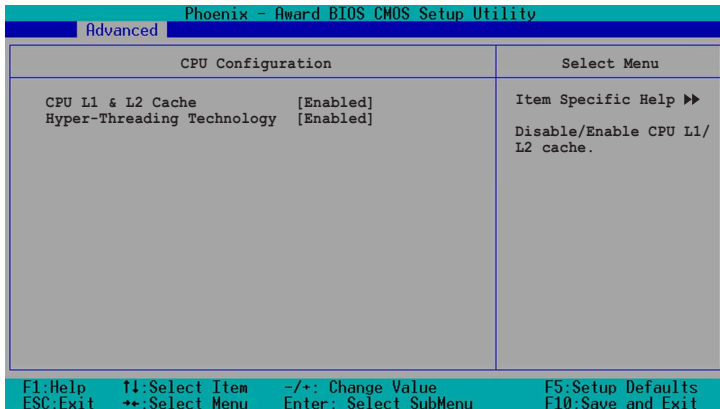 Phoenix - Award BIOS CMOS Setup Utility
Advanced
CPU Configuration
Select Menu
CPU L1 & L2 Cache [Enabled]
Hyper-Threading Technology [Enabled]
Item Specific Help ▶▶
Disable/Enable CPU L1/
L2 cache.
F1:Help ↑↓:Select Item -/+: Change Value F5:Setup Defaults
ESC:Exit →←:Select Menu Enter: Select SubMenu F10:Save and Exit